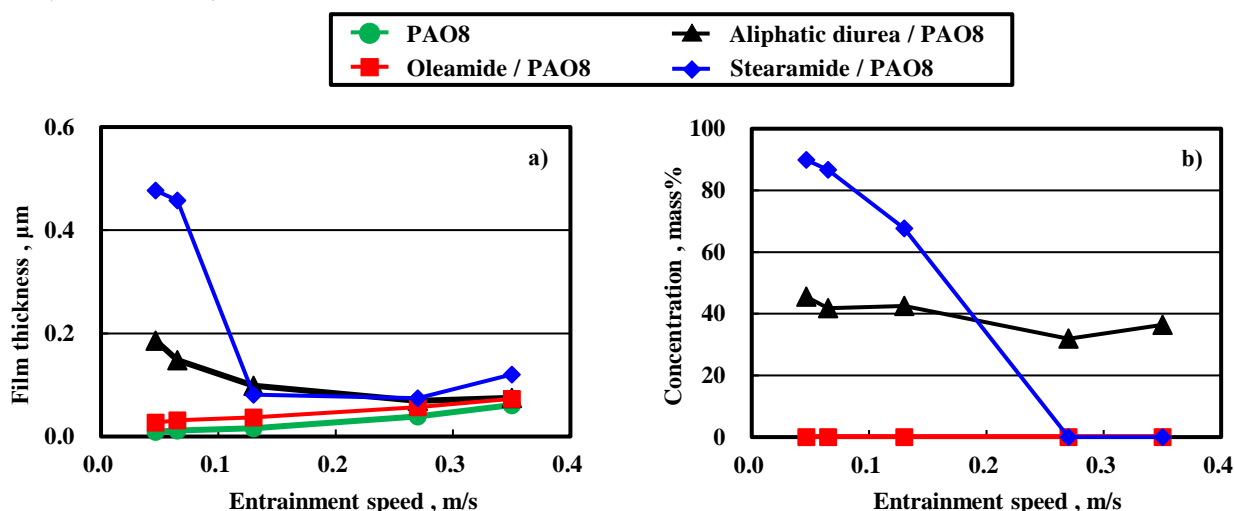 PAO8
Aliphatic diurea / PAO8
Oleamide / PAO8
Stearamide / PAO8
a)
Film thickness , µm
0.6
0.4
0.2
0.0
0.0 0.1 0.2 0.3 0.4
Entrainment speed , m/s
b)
Concentration , mass%
100
80
60
40
20
0
0.0 0.1 0.2 0.3 0.4
Entrainment speed , m/s